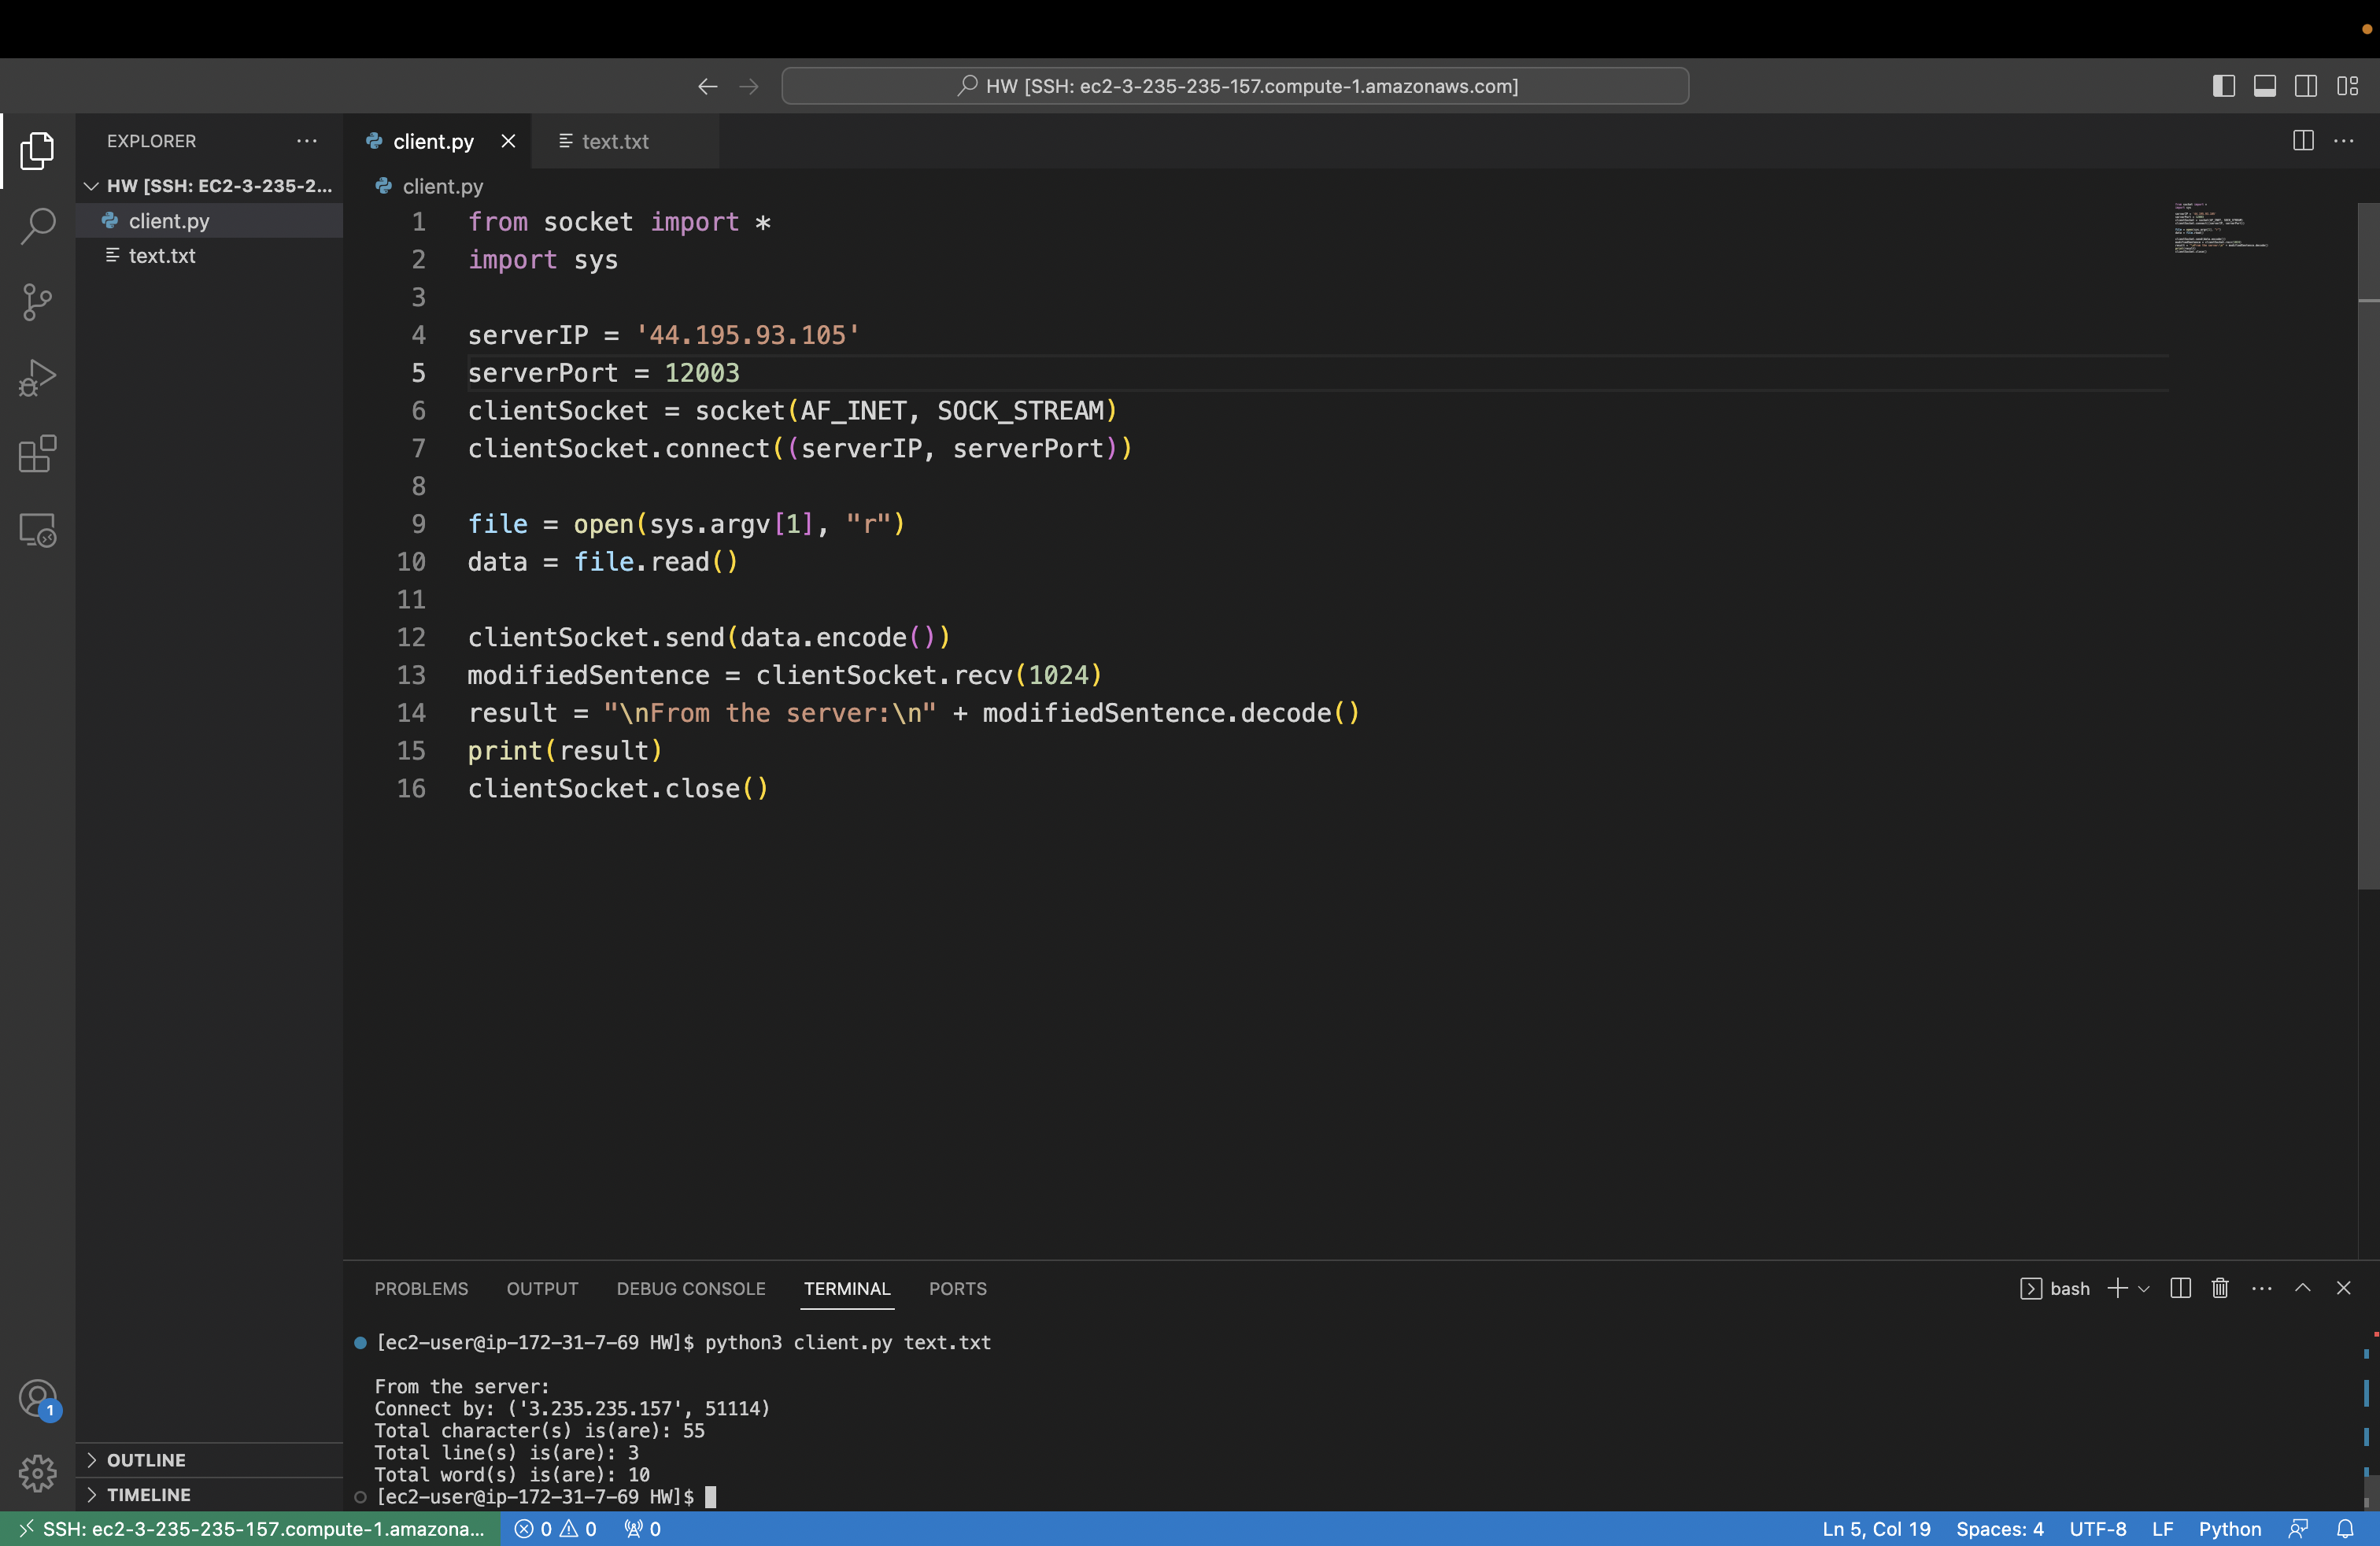 HW [SSH: ec2-3-235-235-157.compute-1.amazonaws.com]
EXPLORER
HW [SSH: EC2-3-235-2...
client.py
text.txt
client.py
text.txt
client.py
1 from socket import *
2 import sys
3
4 serverIP = '44.195.93.105'
5 serverPort = 12003
6 clientSocket = socket(AF_INET, SOCK_STREAM)
7 clientSocket.connect((serverIP, serverPort))
8
9 file = open(sys.argv[1], "r")
10 data = file.read()
11
12 clientSocket.send(data.encode())
13 modifiedSentence = clientSocket.recv(1024)
14 result = "\nFrom the server:\n" + modifiedSentence.decode()
15 print(result)
16 clientSocket.close()
PROBLEMS OUTPUT DEBUG CONSOLE TERMINAL PORTS
bash
[ec2-user@ip-172-31-7-69 HW]$ python3 client.py text.txt
From the server:
Connect by: ('3.235.235.157', 51114)
Total character(s) is(are): 55
Total line(s) is(are): 3
Total word(s) is(are): 10
[ec2-user@ip-172-31-7-69 HW]$
1
OUTLINE
TIMELINE
SSH: ec2-3-235-235-157.compute-1.amazona... 0 0 0 Ln 5, Col 19 Spaces: 4 UTF-8 LF Python